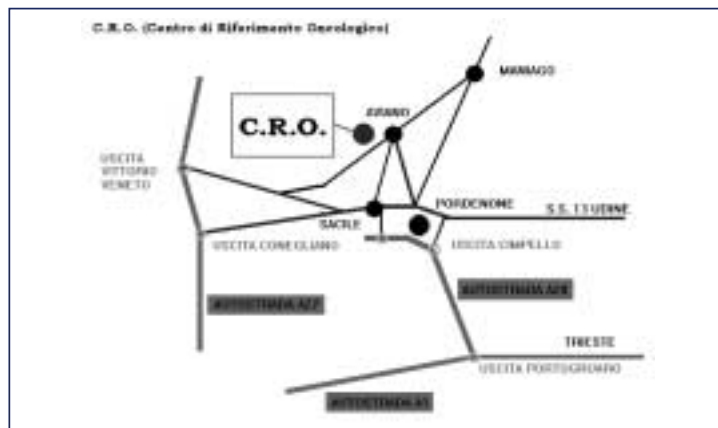 C.R.O. (Centro di Riferimento Oncologico)
MANIAGO
AVIANO
C.R.O.
USCITA
VITTORIO
VENETO
PORDENONE
S.S. 13 UDINE
SACILE
USCITA CONEGLIANO
USCITA CIMPELLO
AUTOSTRADA A27
AUTOSTRADA A28
TRIESTE
USCITA PORTOGRUARO
AUTOSTRADA A4